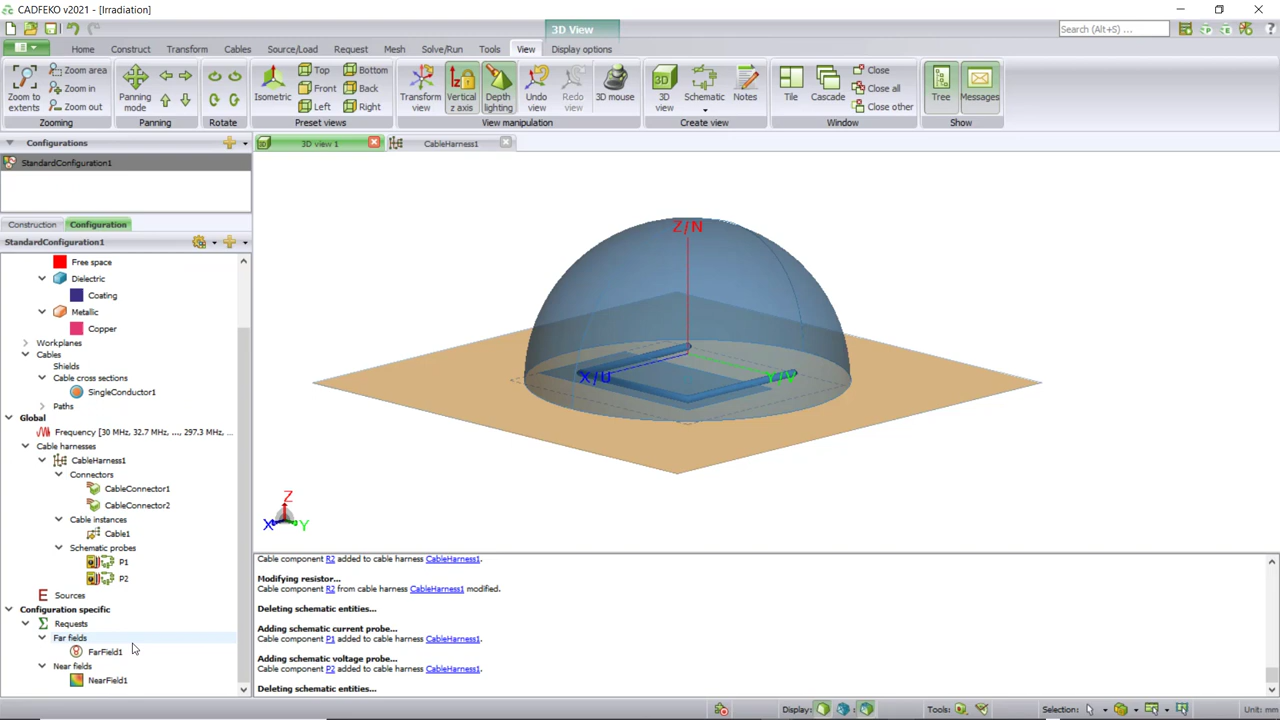 CADFEKO v2021 - [Irradiation]
3D View
Search (Alt+S) ...
Home Construct Transform Cables Source/Load Request Mesh Solve/Run Tools View Display options
Zoom to extents
Zoom area
Zoom in
Zoom out
Zooming
Panning mode
Panning
Rotate
Isometric
Top
Front
Left
Bottom
Back
Right
Preset views
Transform view
Vertical z axis
Depth lighting
Undo view
Redo view
3D mouse
View manipulation
3D view
Schematic
Notes
Create view
Tile
Cascade
Close
Close all
Close other
Window
Tree
Messages
Show
Configurations
StandardConfiguration1
Construction Configuration
StandardConfiguration1
Free space
Dielectric
Coating
Metallic
Copper
Workplanes
Cables
Shields
Cable cross sections
SingleConductor1
Paths
Global
Frequency [30 MHz, 32.7 MHz, ..., 297.3 MHz, ...
Cable harnesses
CableHarness1
Connectors
CableConnector1
CableConnector2
Cable instances
Cable1
Schematic probes
P1
P2
Sources
Configuration specific
Requests
Far fields
FarField1
Near fields
NearField1
3D view 1
CableHarness1
Z/N
X/U
Y/V
Z
X
Y
Cable component R2 added to cable harness CableHarness1.
Modifying resistor...
Cable component R2 from cable harness CableHarness1 modified.
Deleting schematic entities...
Adding schematic current probe...
Cable component P1 added to cable harness CableHarness1.
Adding schematic voltage probe...
Cable component P2 added to cable harness CableHarness1.
Deleting schematic entities...
Display:
Tools:
Selection:
Unit: mm